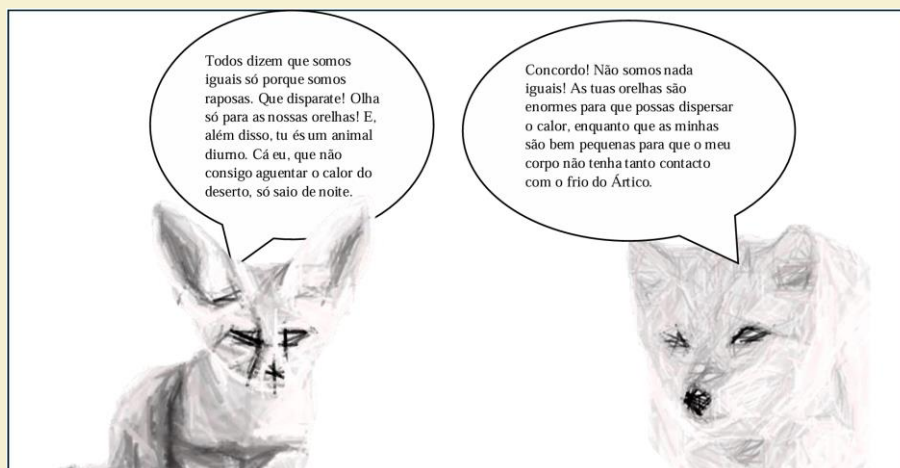 Todos dizem que somos
iguais só porque somos
raposas. Que disparate! Olha
só para as nossas orelhas! E,
além disso, tu és um animal
diurno. Cá eu, que não
consigo aguentar o calor do
deserto, só saio de noite.
Concordo! Não somos nada
iguais! As tuas orelhas são
enormes para que possas dispersar
o calor, enquanto que as minhas
são bem pequenas para que o meu
corpo não tenha tanto contacto
com o frio do Ártico.